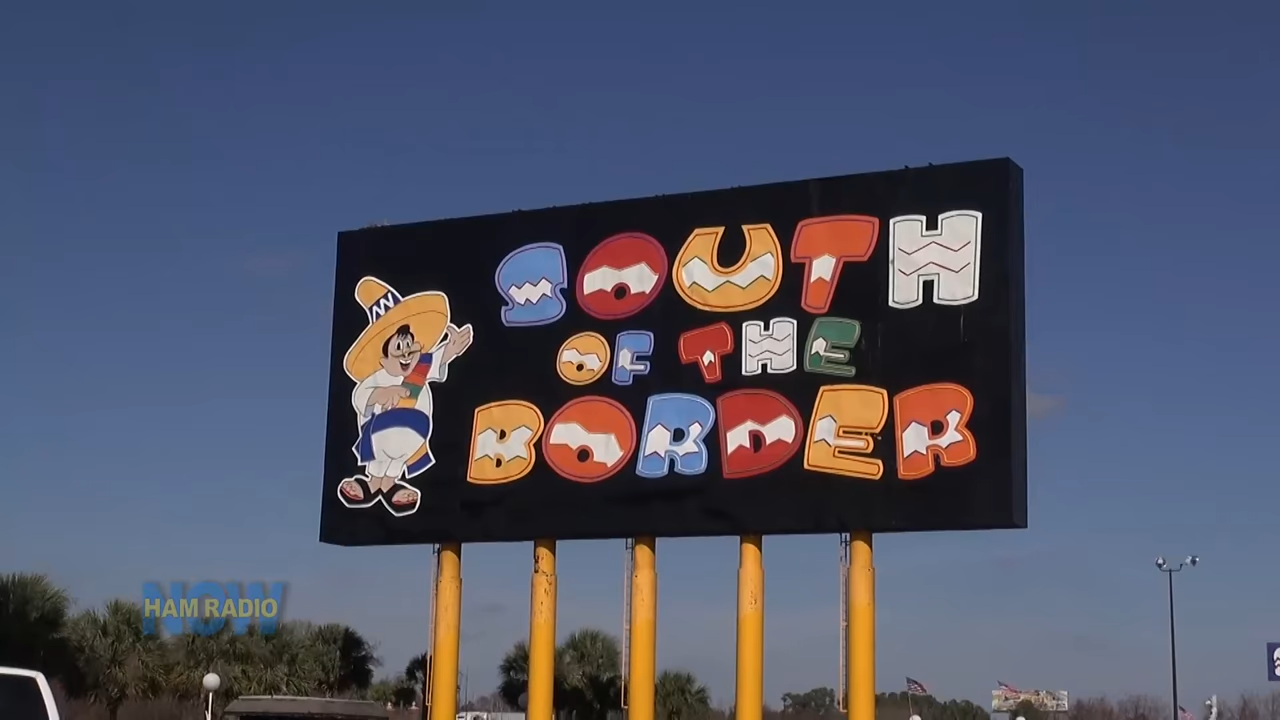 SOUTH
OF THE
BORDER
NOW
HAM RADIO